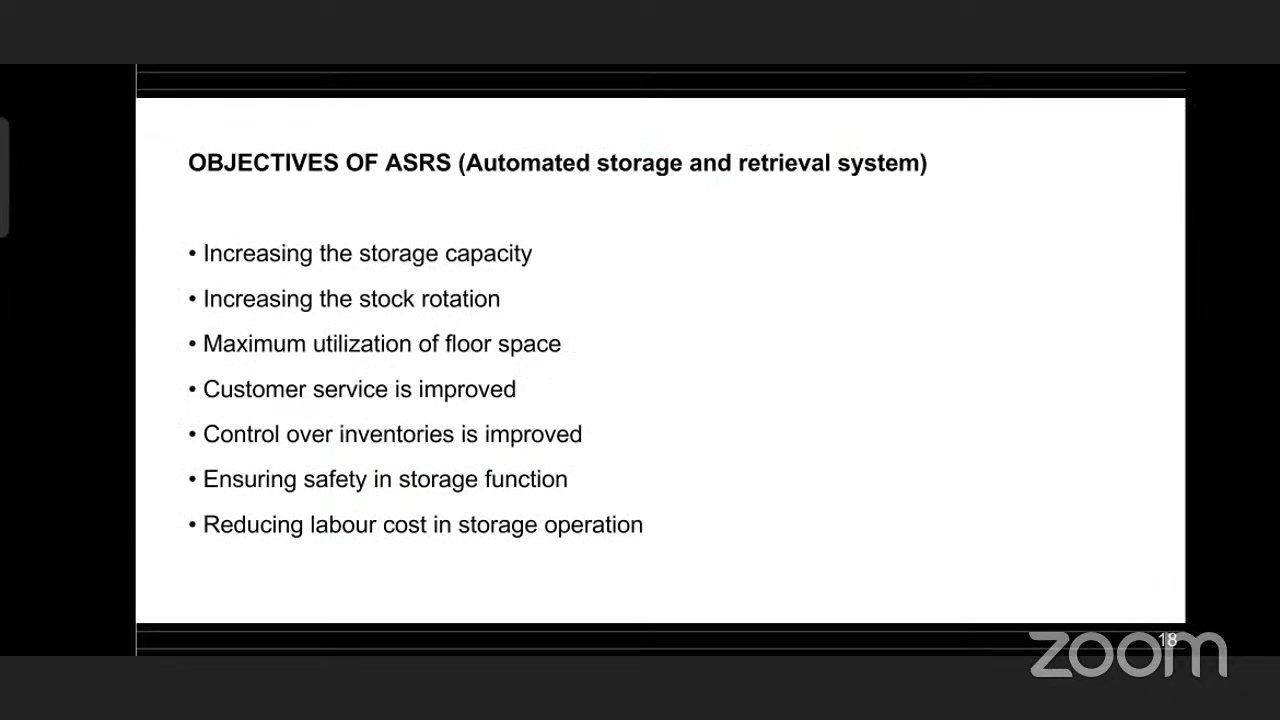 OBJECTIVES OF ASRS (Automated storage and retrieval system)
• Increasing the storage capacity
• Increasing the stock rotation
• Maximum utilization of floor space
• Customer service is improved
• Control over inventories is improved
• Ensuring safety in storage function
• Reducing labour cost in storage operation
18
zoom